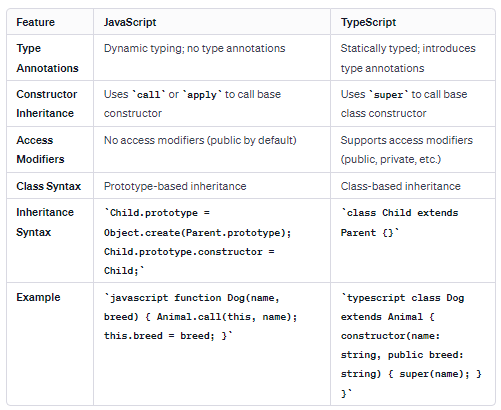 Feature JavaScript TypeScript
Type Dynamic typing; no type annotations Statically typed; introduces
Annotations type annotations
Constructor Uses `call` or `apply` to call base Uses `super` to call base
Inheritance constructor class constructor
Access No access modifiers (public by default) Supports access modifiers
Modifiers (public, private, etc.)
Class Syntax Prototype-based inheritance Class-based inheritance
Inheritance `Child.prototype = `class Child extends
Syntax Object.create(Parent.prototype); Parent {}`
Child.prototype.constructor =
Child;`
Example `javascript function Dog(name, `typescript class Dog
breed) { Animal.call(this, name); extends Animal {
this.breed = breed; }` constructor(name:
string, public breed:
string) { super(name); }
}`